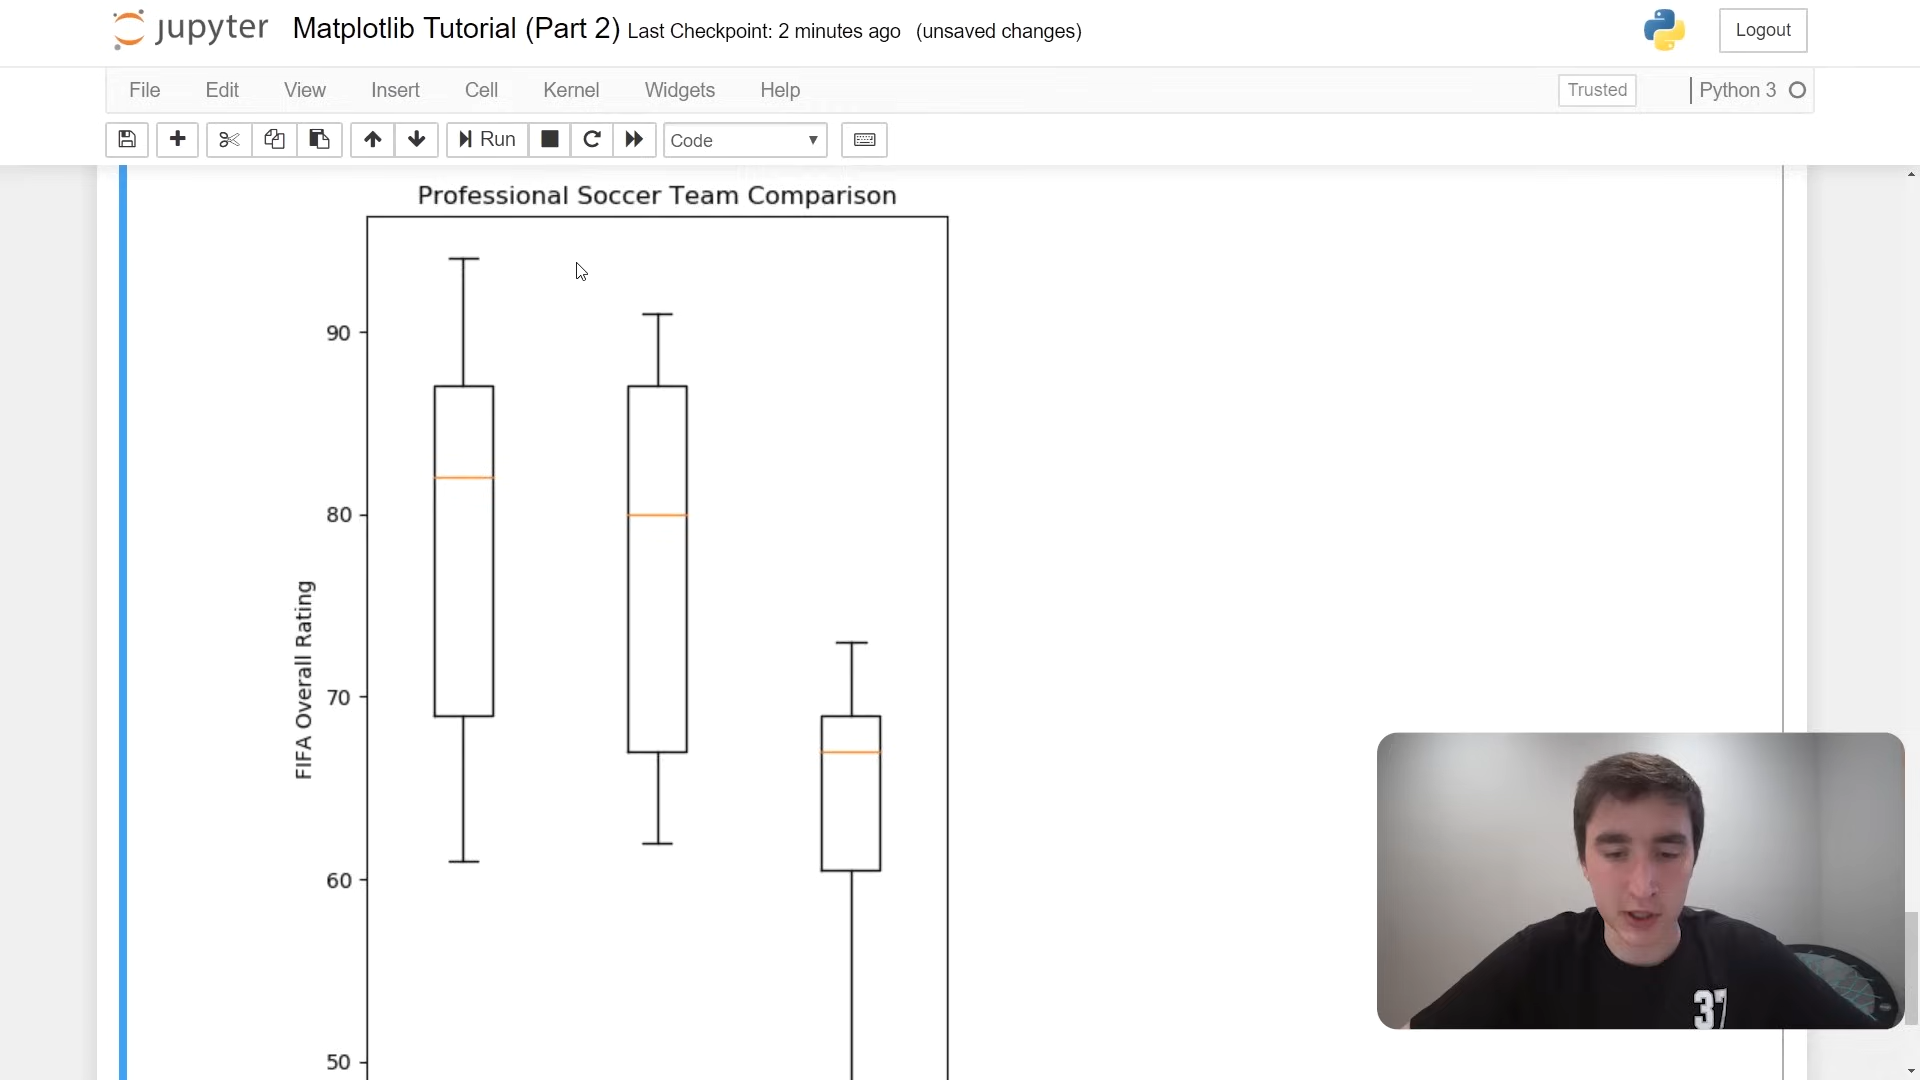 jupyter Matplotlib Tutorial (Part 2) Last Checkpoint: 2 minutes ago (unsaved changes) Logout
File Edit View Insert Cell Kernel Widgets Help Trusted Python 3
Run Code
Professional Soccer Team Comparison
90
80
70
60
50
FIFA Overall Rating
37